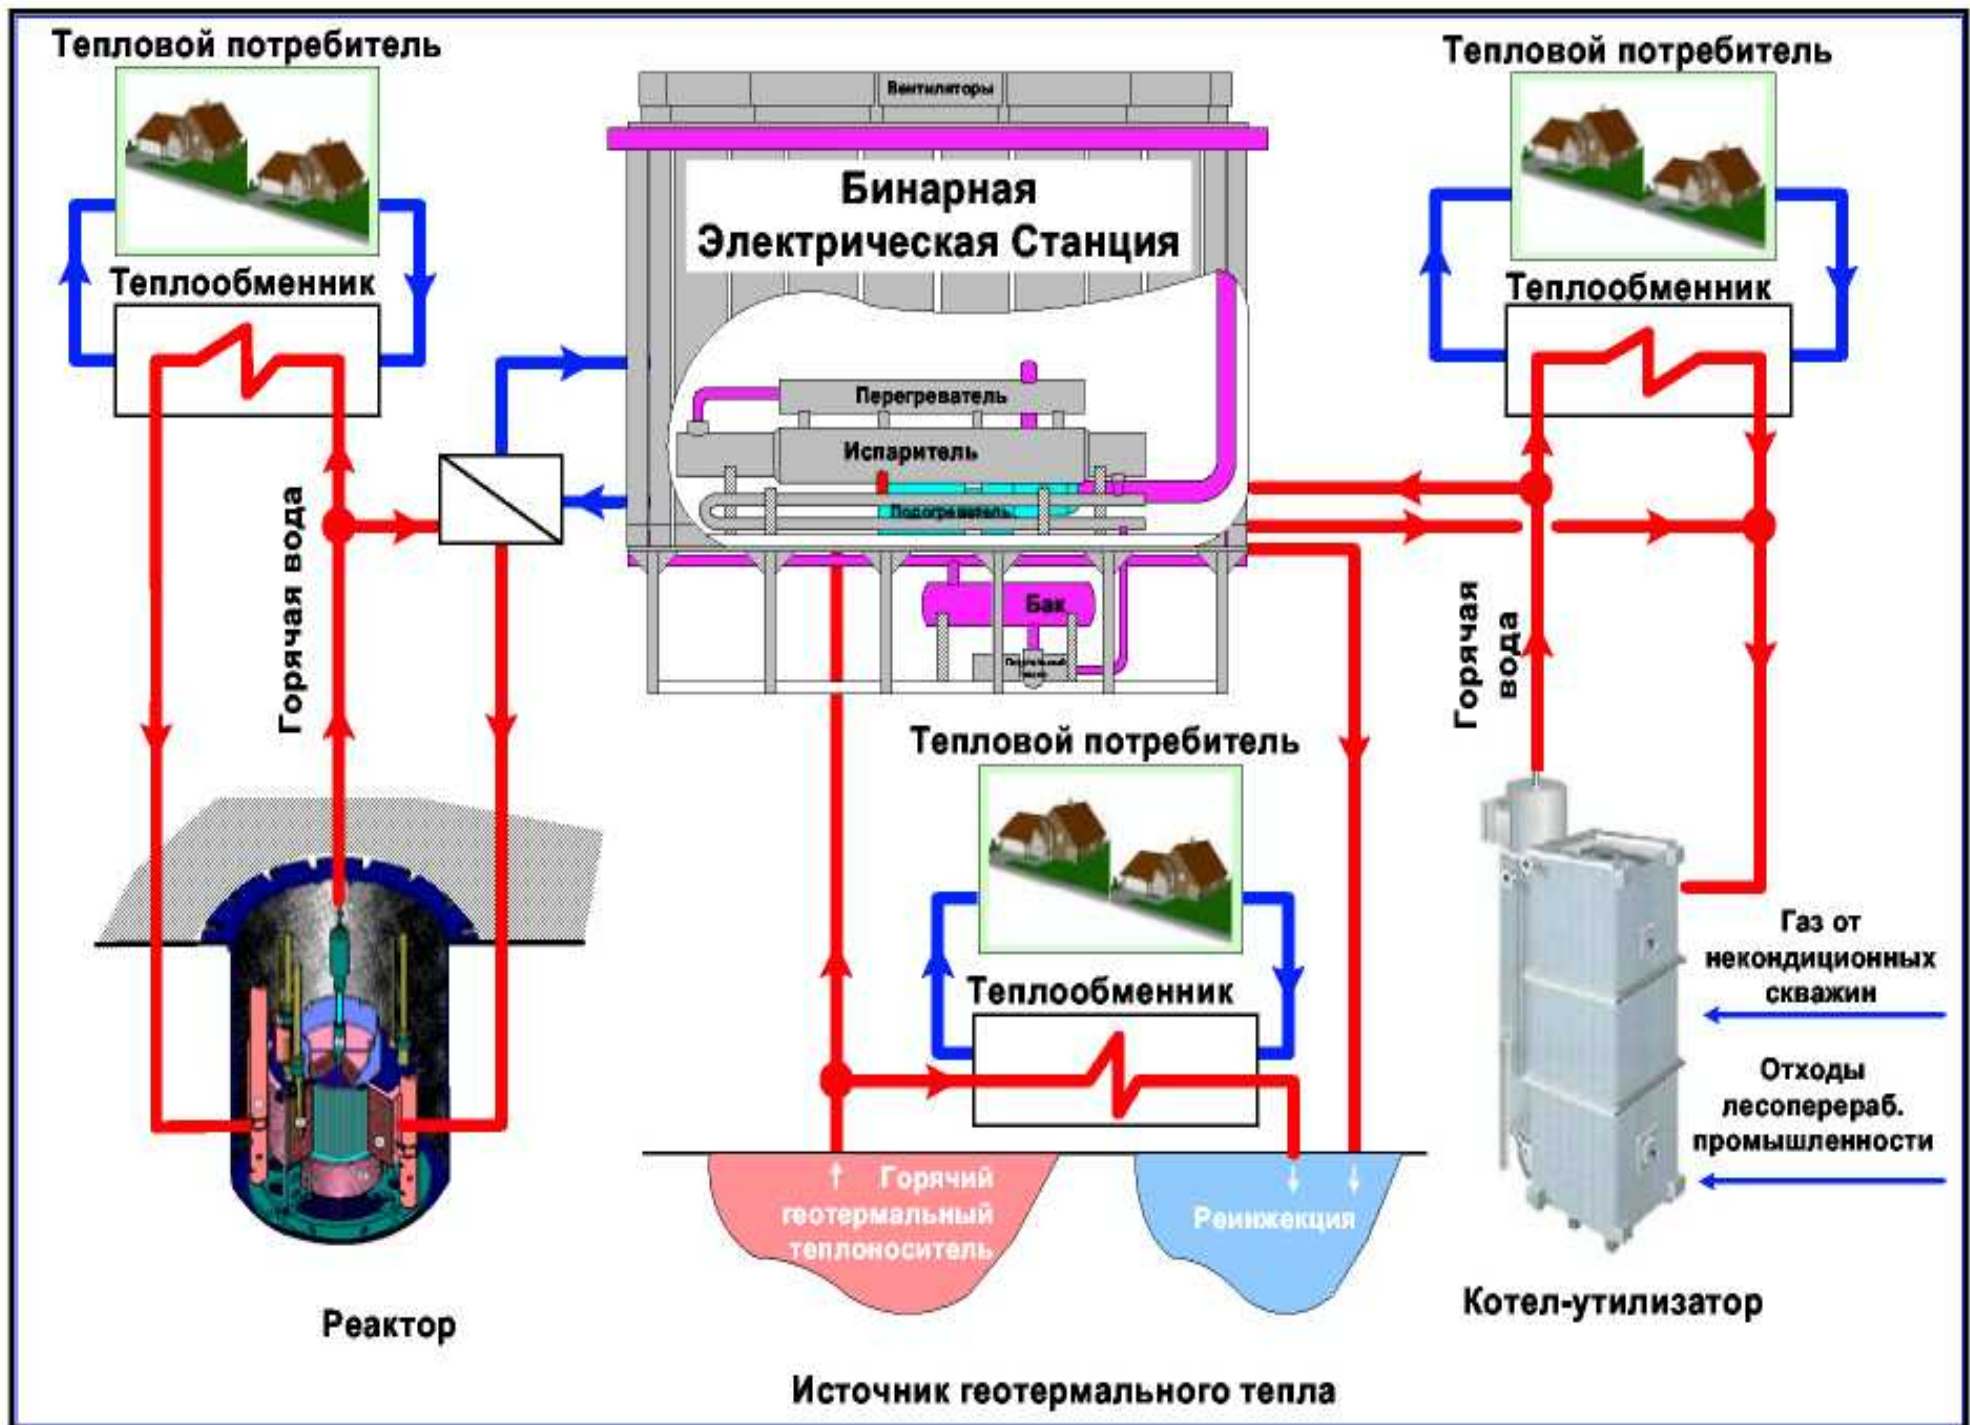 Тепловой потребитель
Теплообменник
Горячая вода
Реактор
Вентиляторы
Бинарная
Электрическая Станция
Перегреватель
Испаритель
Подогреватель
Бак
Тепловой потребитель
Теплообменник
Горячий
геотермальный
теплоноситель
Реинжекция
Источник геотермального тепла
Тепловой потребитель
Теплообменник
Горячая
вода
Газ от
некондиционных
скважин
Отходы
лесоперераб.
промышленности
Котел-утилизатор